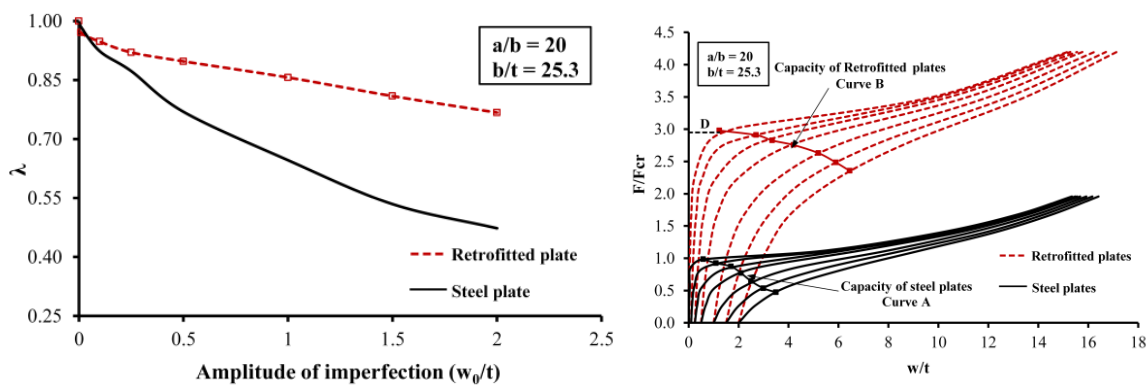 1.00
0.85
0.70
0.55
0.40
0.25
λ
0
0.5
1
1.5
2
2.5
Amplitude of imperfection (w0/t)
a/b = 20
b/t = 25.3
Retrofitted plate
Steel plate
4.5
4.0
3.5
3.0
2.5
2.0
1.5
1.0
0.5
0.0
F/Fcr
0
2
4
6
8
10
12
14
16
18
w/t
a/b = 20
b/t = 25.3
Capacity of Retrofitted plates
Curve B
D
Capacity of steel plates
Curve A
Retrofitted plates
Steel plates